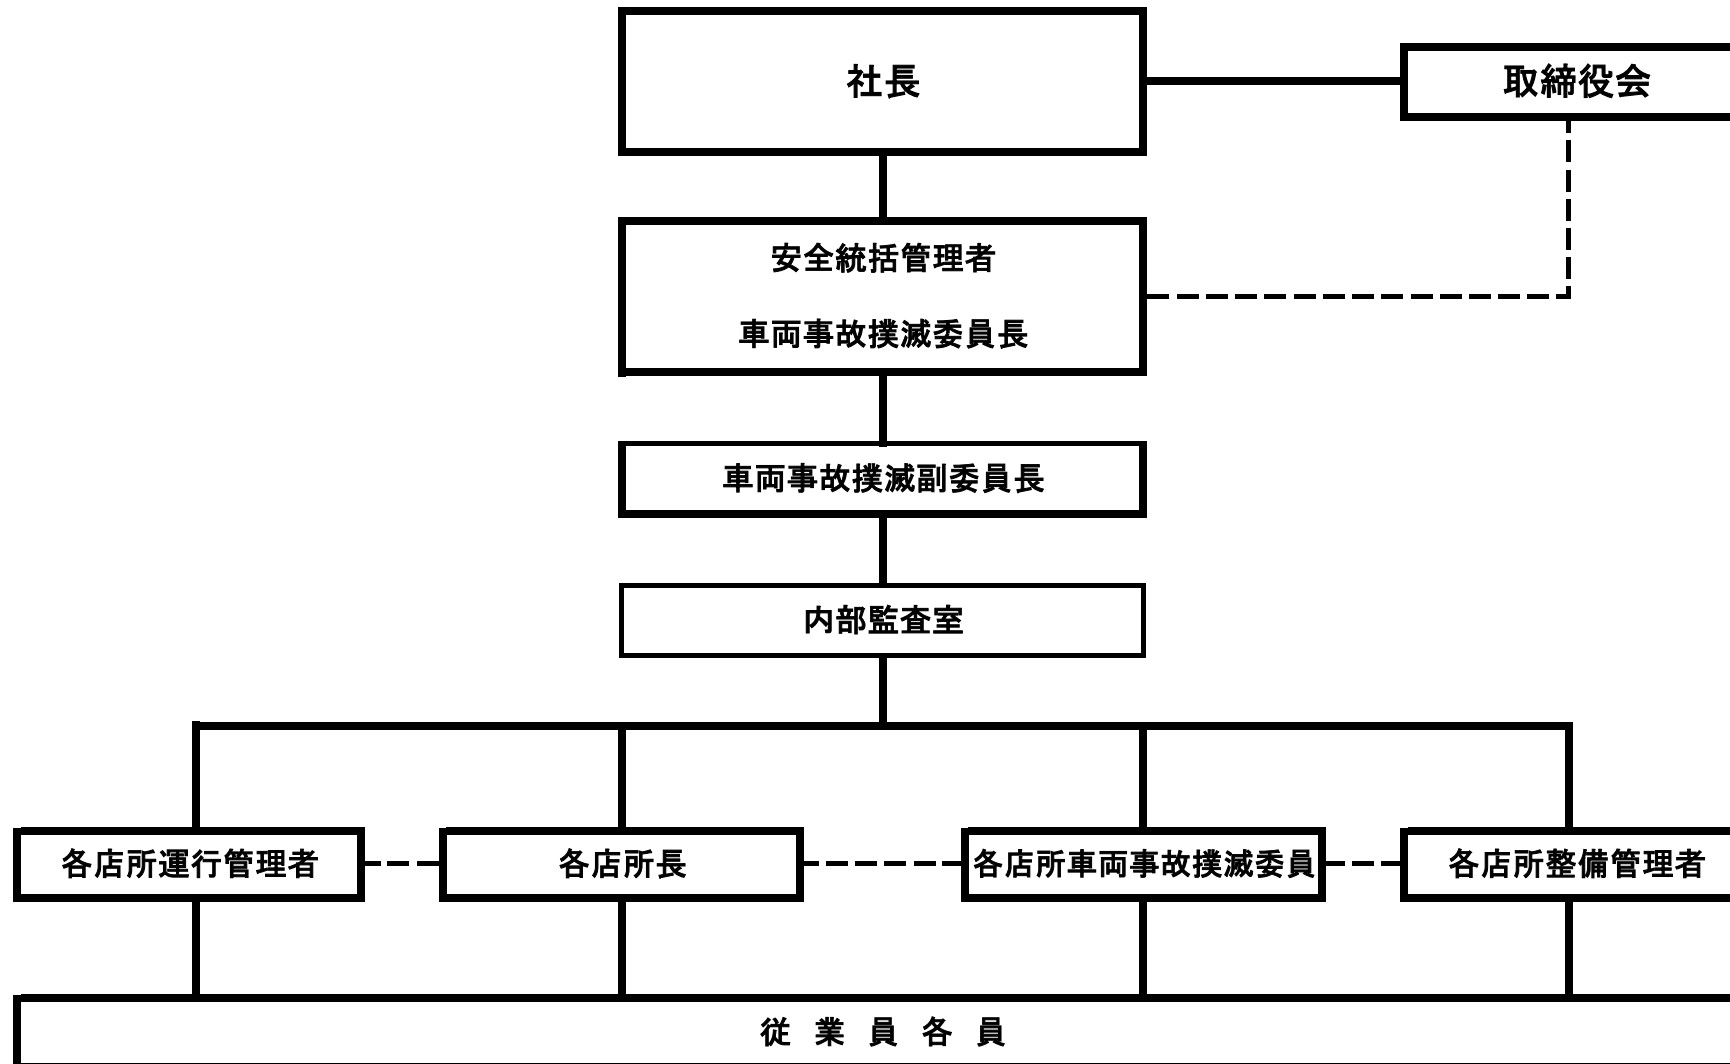 社長
取締役会
安全統括管理者
車両事故撲滅委員長
車両事故撲滅副委員長
内部監査室
各店所運行管理者
各店所長
各店所車両事故撲滅委員
各店所整備管理者
従業員各員